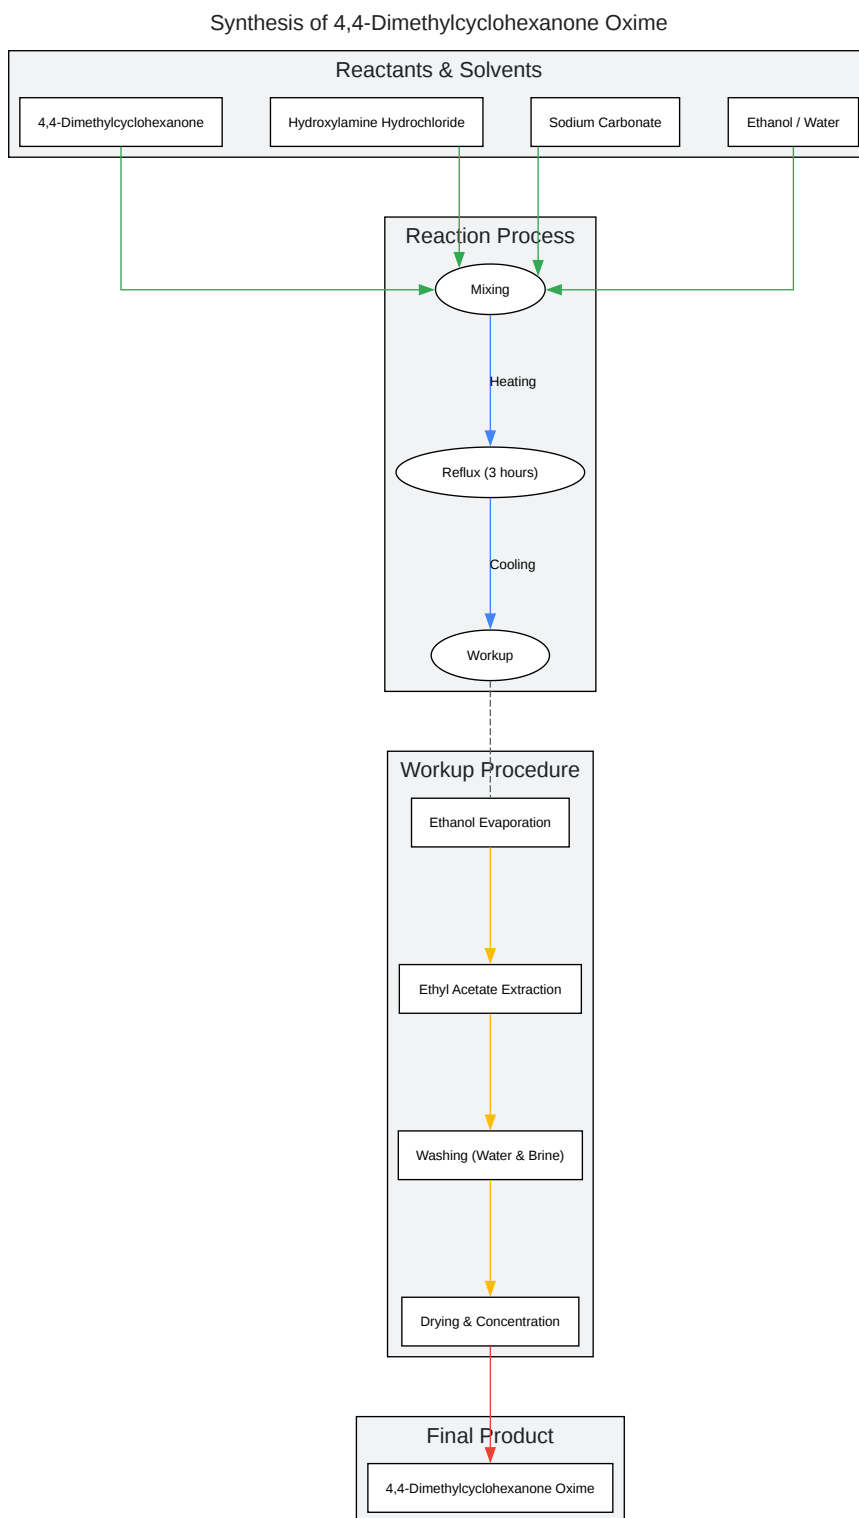 Synthesis of 4,4-Dimethylcyclohexanone Oxime
Reactants & Solvents
4,4-Dimethylcyclohexanone
Hydroxylamine Hydrochloride
Sodium Carbonate
Ethanol / Water
Reaction Process
Mixing
Heating
Reflux (3 hours)
Cooling
Workup
Workup Procedure
Ethanol Evaporation
Ethyl Acetate Extraction
Washing (Water & Brine)
Drying & Concentration
Final Product
4,4-Dimethylcyclohexanone Oxime